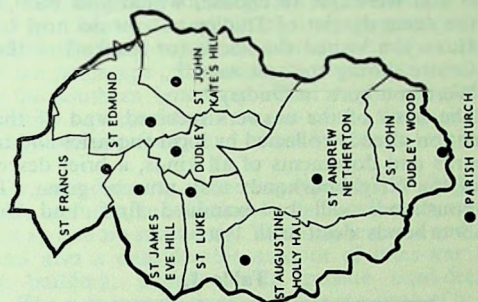 ST FRANCIS
ST EDMUND
ST JOHN
KATE'S HILL
DUDLEY
ST JAME
EVE HILL
ST LUKE
ST AUGUSTINE
HOLLY HALL
ST ANDREW
NETHERTON
ST JOHN
DUDLEY WOOD
PARISH CHURCH